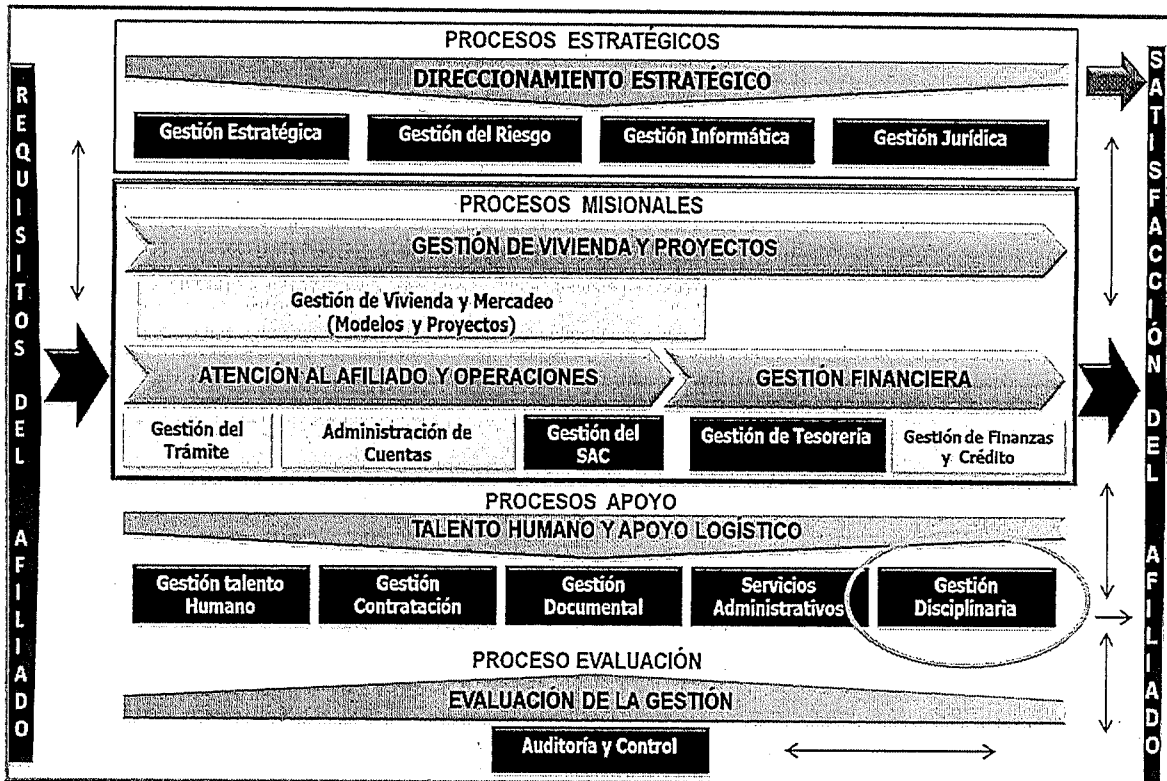 PROCESOS ESTRATÉGICOS
DIRECCIONAMIENTO ESTRATÉGICO
Gestión Estratégica
Gestión del Riesgo
Gestión Informática
Gestión Jurídica
REQUISITOS DEL AFILIADO
PROCESOS MISIONALES
GESTIÓN DE VIVIENDA Y PROYECTOS
Gestión de Vivienda y Mercadeo
(Modelos y Proyectos)
ATENCIÓN AL AFILIADO Y OPERACIONES
GESTIÓN FINANCIERA
Gestión del
Trámite
Administración de
Cuentas
Gestión del
SAC
Gestión de Tesorería
Gestión de Finanzas
y Crédito
PROCESOS APOYO
TALENTO HUMANO Y APOYO LOGÍSTICO
Gestión talento
Humano
Gestión
Contratación
Gestión
Documental
Servicios
Administrativos
Gestión
Disciplinaria
PROCESO EVALUACIÓN
EVALUACIÓN DE LA GESTIÓN
Auditoría y Control
SATISFACCIÓN DEL AFILIADO